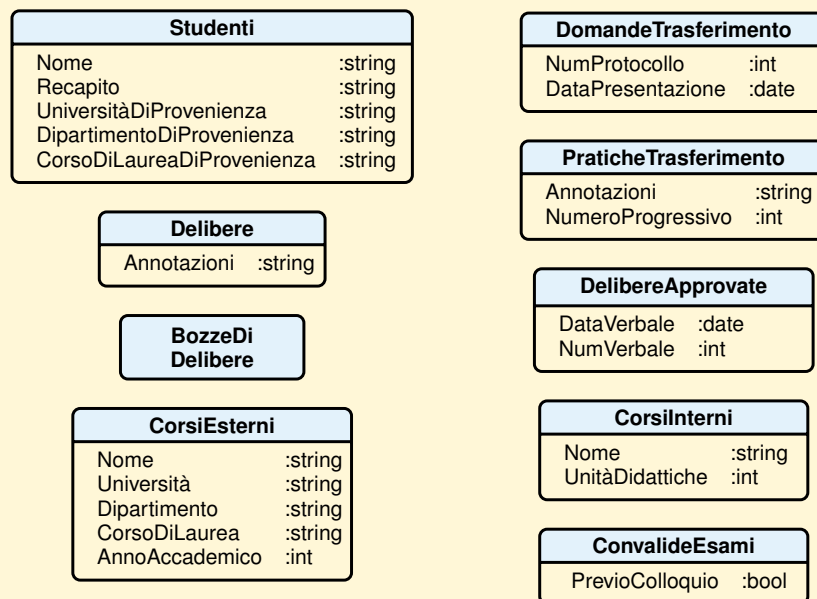 Studenti
Nome :string
Recapito :string
UniversitàDiProvenienza :string
DipartimentoDiProvenienza :string
CorsoDiLaureaDiProvenienza :string
Delibere
Annotazioni :string
BozzeDi
Delibere
CorsiEsterni
Nome :string
Università :string
Dipartimento :string
CorsoDiLaurea :string
AnnoAccademico :int
DomandeTrasferimento
NumProtocollo :int
DataPresentazione :date
PraticheTrasferimento
Annotazioni :string
NumeroProgressivo :int
DelibereApprovate
DataVerbale :date
NumVerbale :int
CorsiInterni
Nome :string
UnitàDidattiche :int
ConvalideEsami
PrevioColloquio :bool